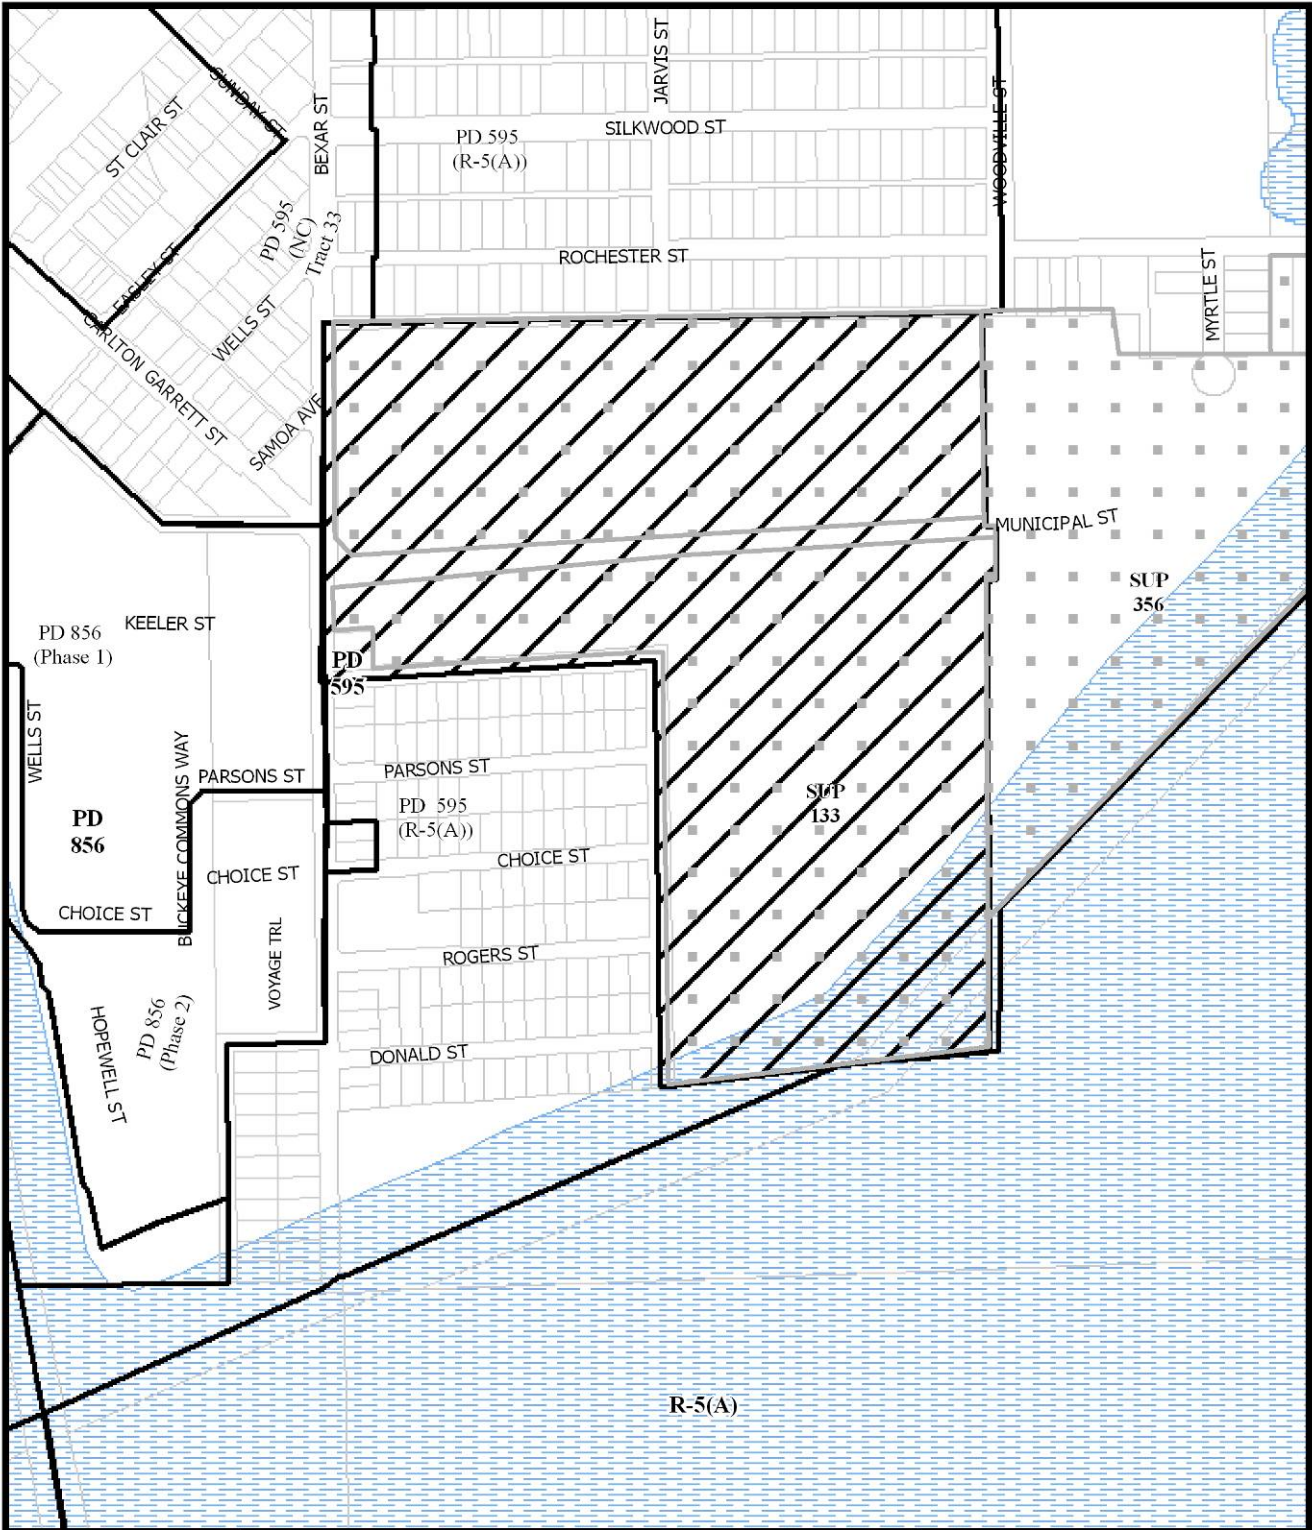 JARVIS ST
SUNDAY ST
BEXAR ST
WOODVILLE ST
ST CLAIR ST
SILKWOOD ST
PD 595
(R-5(A))
PD 595
(NC)
Tract 33
ROCHESTER ST
EASLEY ST
WELLS ST
MYRTLE ST
CARLTON GARRETT ST
SAMOA AVE
MUNICIPAL ST
SUP
356
KEELER ST
PD 856
(Phase 1)
PD
595
WELLS ST
BUCKEYE COMMONS WAY
PARSONS ST
PARSONS ST
PD 595
(R-5(A))
SUP
133
PD
856
CHOICE ST
CHOICE ST
CHOICE ST
VOYAGE TRL
ROGERS ST
HOPEWELL ST
PD 856
(Phase 2)
DONALD ST
R-5(A)